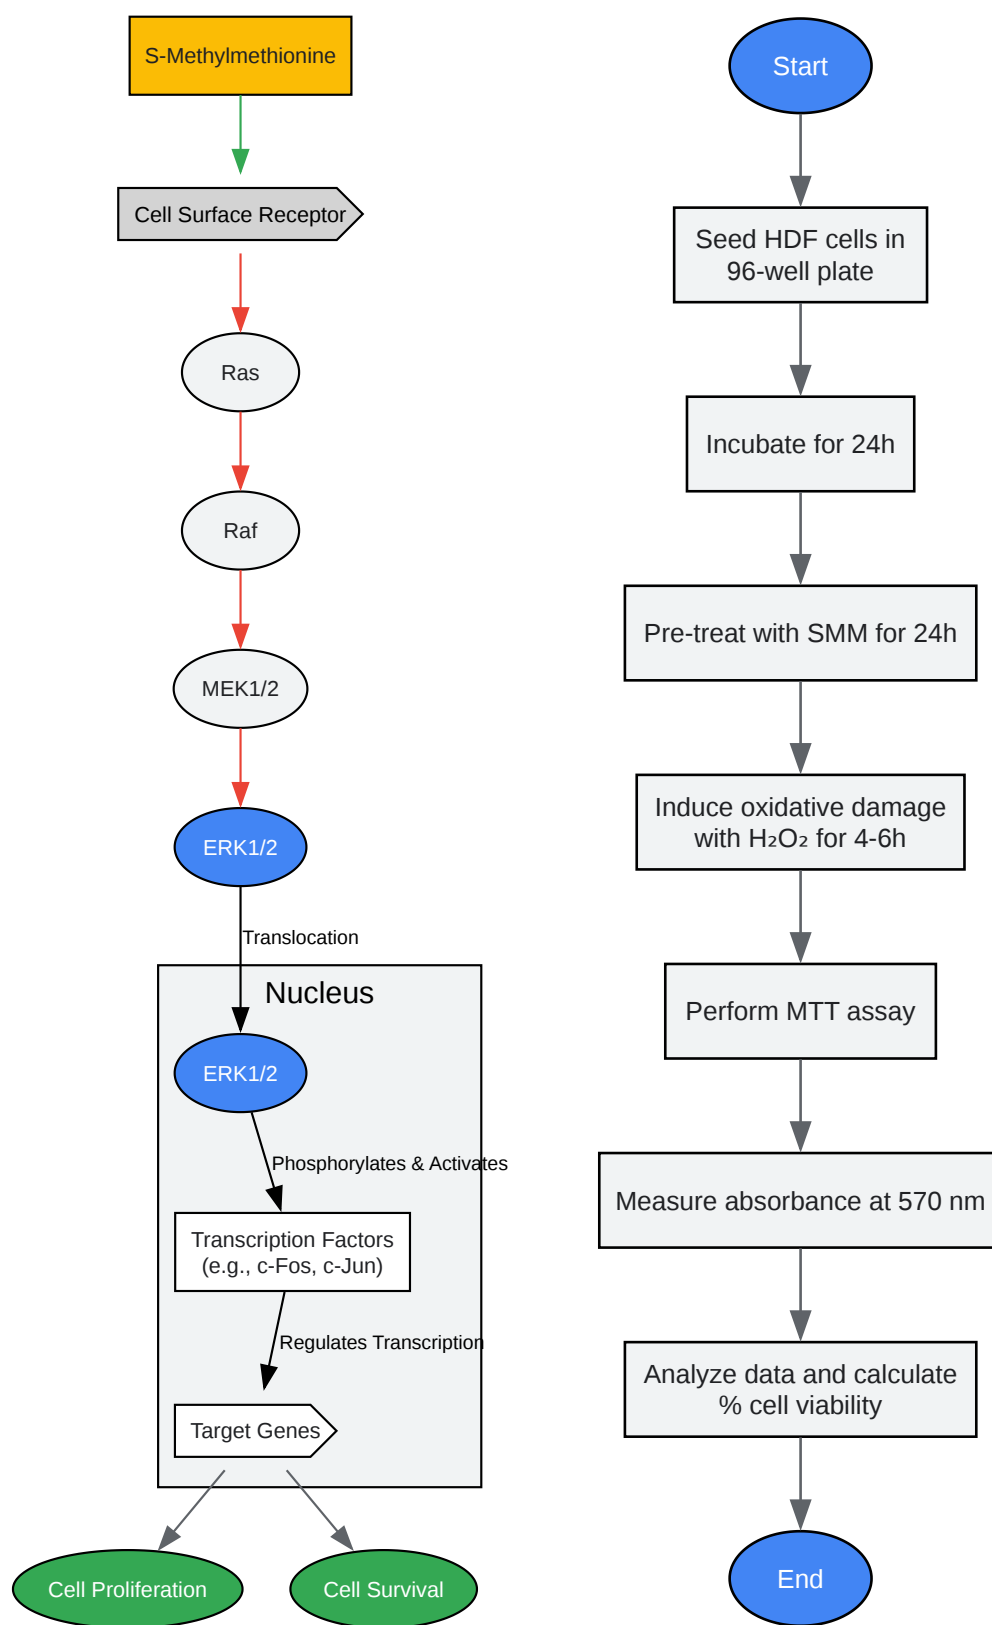 S-Methylmethionine
Cell Surface Receptor
Ras
Raf
MEK1/2
ERK1/2
Translocation
Nucleus
ERK1/2
Phosphorylates & Activates
Transcription Factors
(e.g., c-Fos, c-Jun)
Regulates Transcription
Target Genes
Cell Proliferation
Cell Survival
Start
Seed HDF cells in
96-well plate
Incubate for 24h
Pre-treat with SMM for 24h
Induce oxidative damage
with H₂O₂ for 4-6h
Perform MTT assay
Measure absorbance at 570 nm
Analyze data and calculate
% cell viability
End